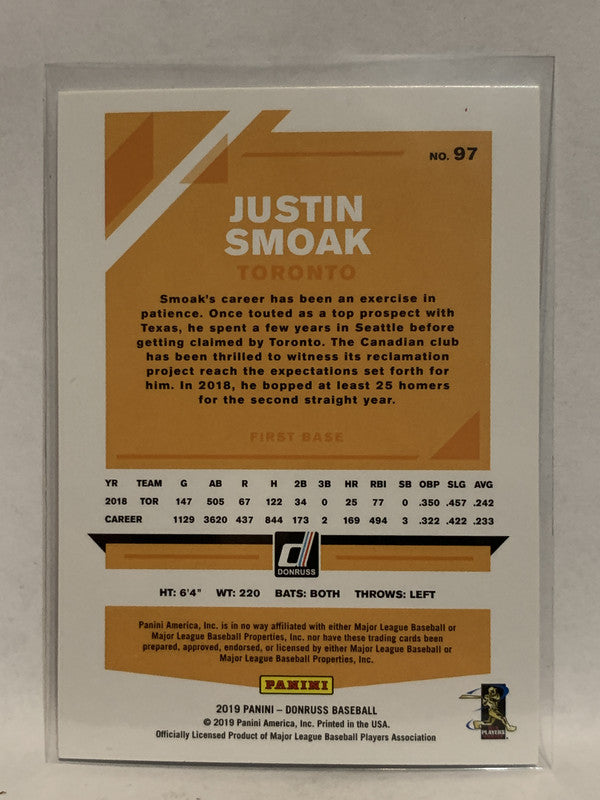 NO. 97
JUSTIN
SMOAK
TORONTO
Smoak's career has been an exercise in
patience. Once touted as a top prospect with
Texas, he spent a few years in Seattle before
getting claimed by Toronto. The Canadian club
has been thrilled to witness its reclamation
project reach the expectations set forth for
him. In 2018, he bopped at least 25 homers
for the second straight year.
FIRST BASE
YR TEAM G AB R H 2B 3B HR RBI SB OBP SLG AVG
2018 TOR 147 505 67 122 34 0 25 77 0 .350 .457 .242
CAREER 1129 3620 437 844 173 2 169 494 3 .322 .422 .233
d
DONRUSS
HT: 6'4" WT: 220 BATS: BOTH THROWS: LEFT
Panini America, Inc. is in no way affiliated with either Major League Baseball or
Major League Baseball Properties, Inc. nor have these trading cards been
prepared, approved, endorsed, or licensed by either Major League Baseball or
Major League Baseball Properties, Inc.
PANINI
2019 PANINI – DONRUSS BASEBALL
© 2019 Panini America, Inc. Printed in the USA.
Officially Licensed Product of Major League Baseball Players Association
PLAYERS